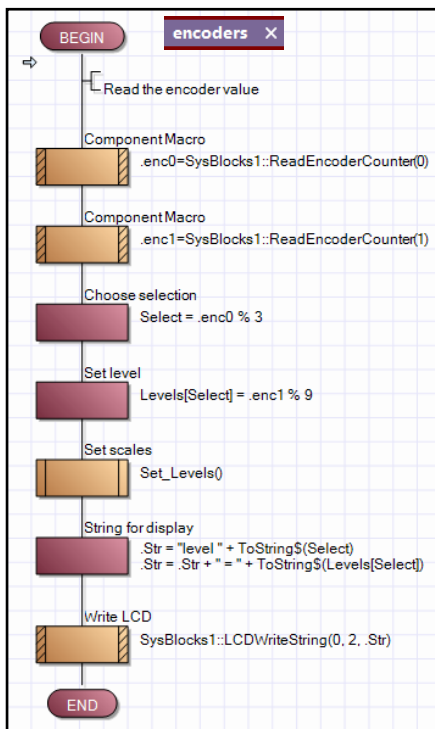 BEGIN
encoders ×
Read the encoder value
Component Macro
.enc0=SysBlocks1::ReadEncoderCounter(0)
Component Macro
.enc1=SysBlocks1::ReadEncoderCounter(1)
Choose selection
Select = .enc0 % 3
Set level
Levels[Select] = .enc1 % 9
Set scales
Set_Levels()
String for display
.Str = "level " + ToString$(Select)
.Str = .Str + " = " + ToString$(Levels[Select])
Write LCD
SysBlocks1::LCDWriteString(0, 2, .Str)
END